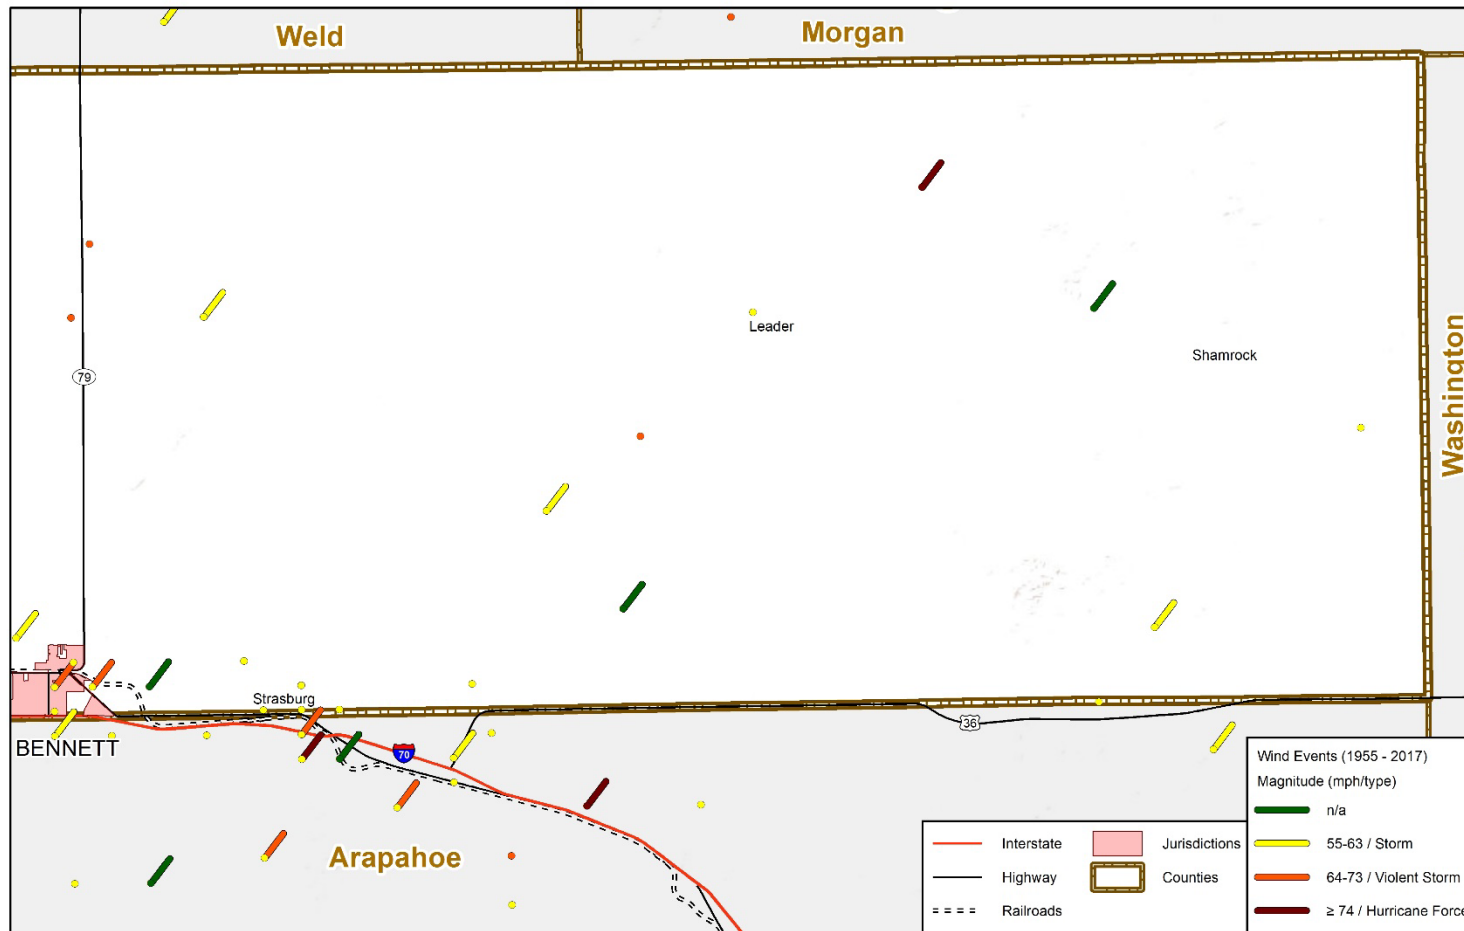 Weld
Morgan
Leader
Shamrock
79
Washington
Strasburg
36
BENNETT
70
Arapahoe
Wind Events (1955 - 2017)
Magnitude (mph/type)
n/a
55-63 / Storm
64-73 / Violent Storm
≥ 74 / Hurricane Force
Interstate
Jurisdictions
Highway
Counties
Railroads